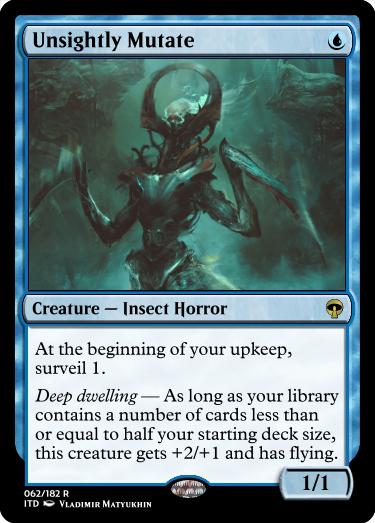 Unsightly Mutate
Creature — Insect Horror
At the beginning of your upkeep,
surveil 1.
Deep dwelling — As long as your library
contains a number of cards less than
or equal to half your starting deck size,
this creature gets +2/+1 and has flying.
1/1
062/182 R
ITD Vladimir Matyukhin